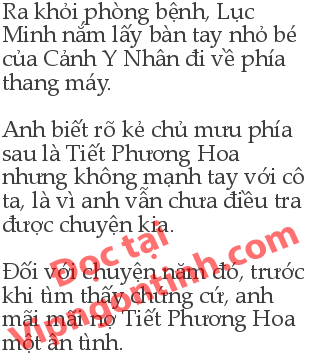 Ra khỏi phòng bệnh, Lục
Minh nắm lấy bàn tay nhỏ bé
của Cảnh Y Nhân đi về phía
thang máy.
Anh biết rõ kẻ chủ mưu phía
sau là Tiết Phương Hoa
nhưng không mạnh tay với cô
ta, là vì anh vẫn chưa điều tra
được chuyện kia.
Đọc tại
Vipngontinh.com
Đối với chuyện năm đó, trước
khi tìm thấy chứng cứ, anh
mãi mãi nợ Tiết Phương Hoa
một ân tình.